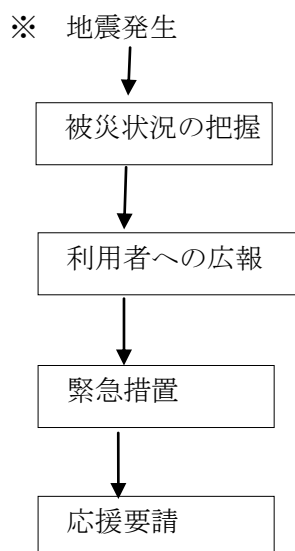 ※　地震発生
被災状況の把握
利用者への広報
緊急措置
応援要請